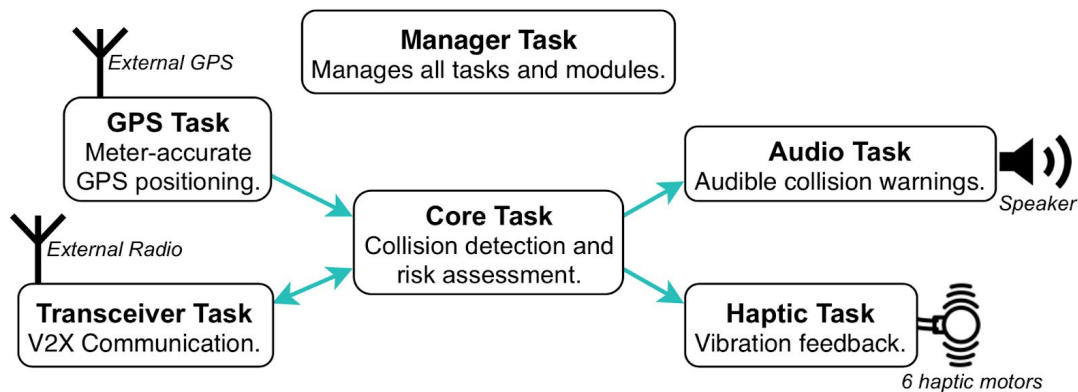 Manager Task
Manages all tasks and modules.
External GPS
GPS Task
Meter-accurate
GPS positioning.
Audio Task
Audible collision warnings.
Speaker
Core Task
Collision detection and
risk assessment.
External Radio
Transceiver Task
V2X Communication.
Haptic Task
Vibration feedback.
6 haptic motors